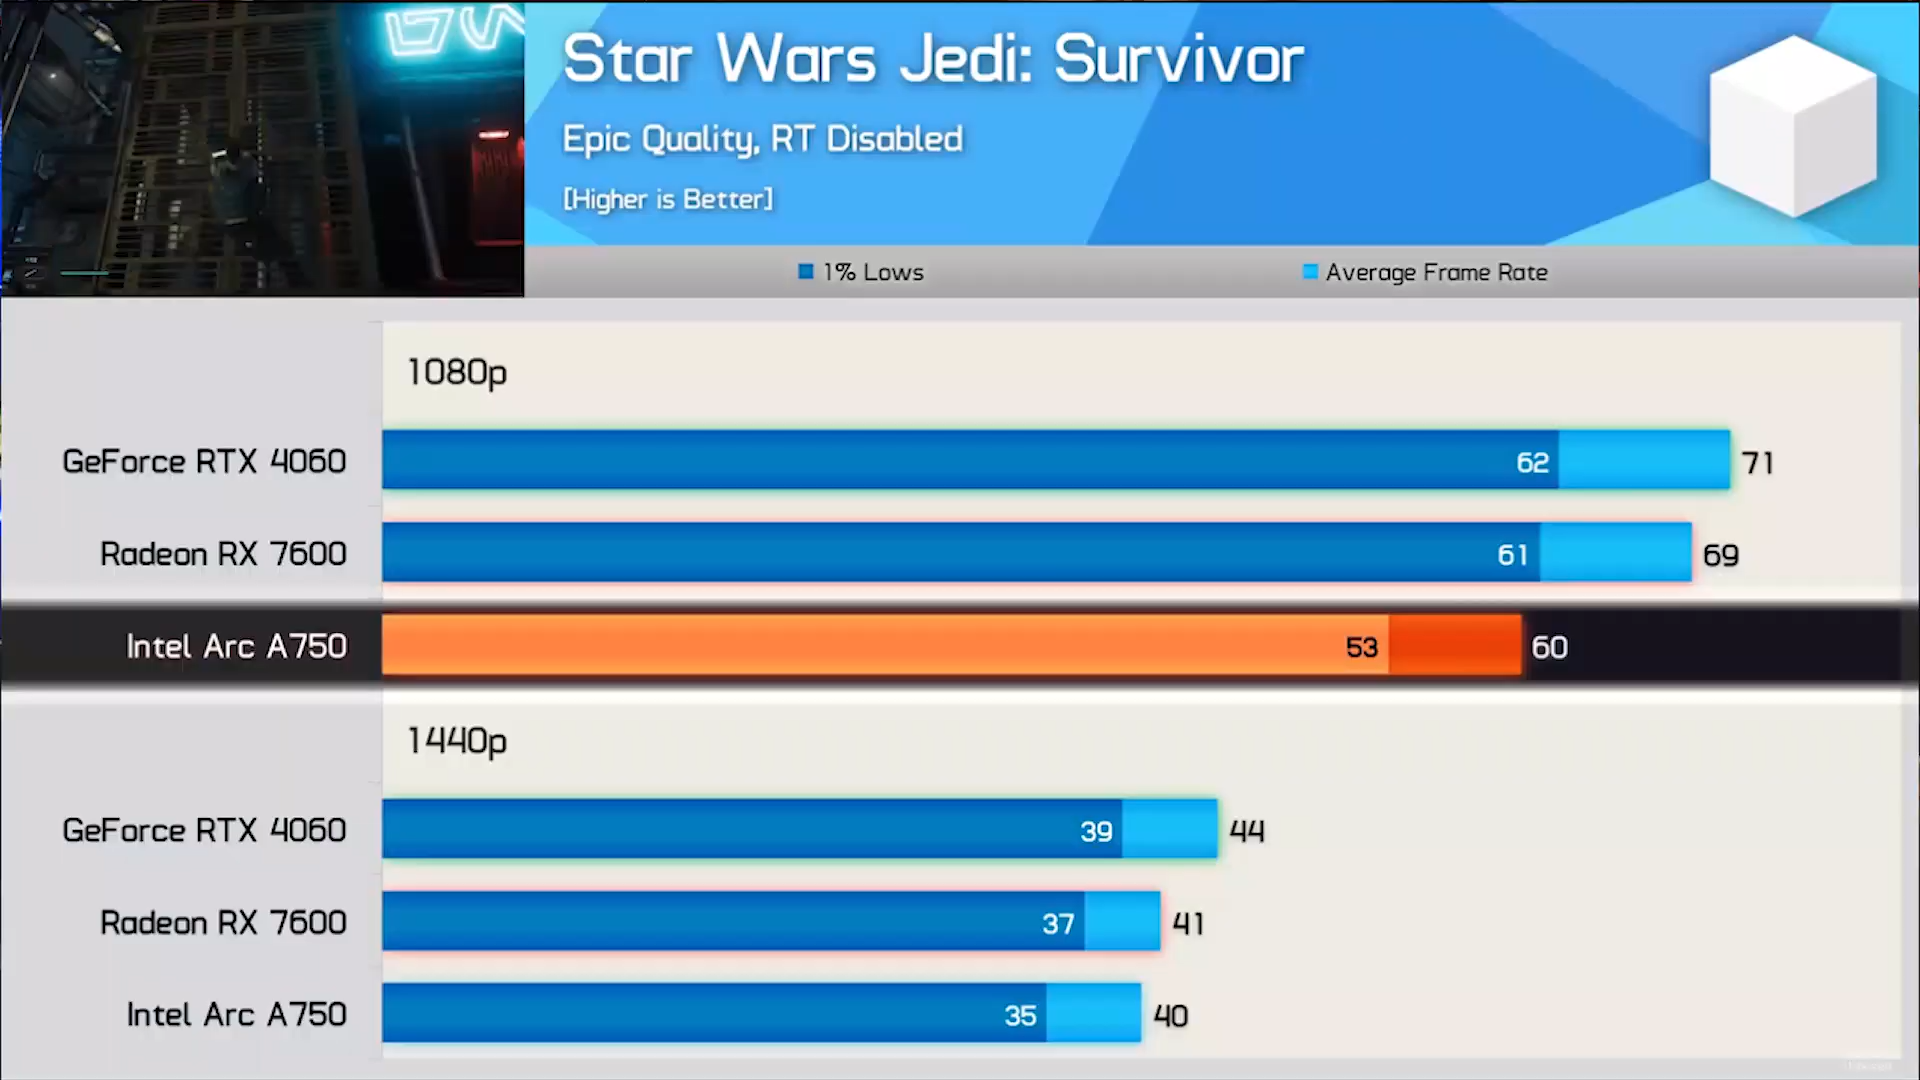 Star Wars Jedi: Survivor
Epic Quality, RT Disabled
[Higher is Better]
1% Lows
Average Frame Rate
1080p
GeForce RTX 4060 62 71
Radeon RX 7600 61 69
Intel Arc A750 53 60
1440p
GeForce RTX 4060 39 44
Radeon RX 7600 37 41
Intel Arc A750 35 40